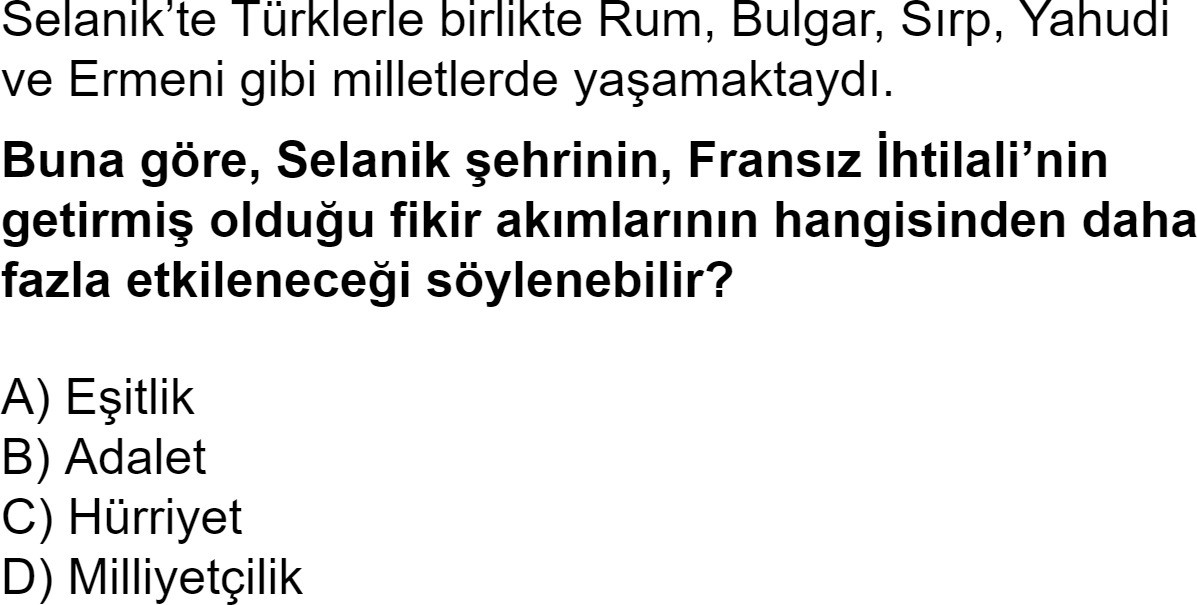 Selanik’te Türklerle birlikte Rum, Bulgar, Sırp, Yahudi
ve Ermeni gibi milletlerde yaşamaktaydı.
Buna göre, Selanik şehrinin, Fransız İhtilali’nin
getirmiş olduğu fikir akımlarının hangisinden daha
fazla etkileneceği söylenebilir?
A) Eşitlik
B) Adalet
C) Hürriyet
D) Milliyetçilik